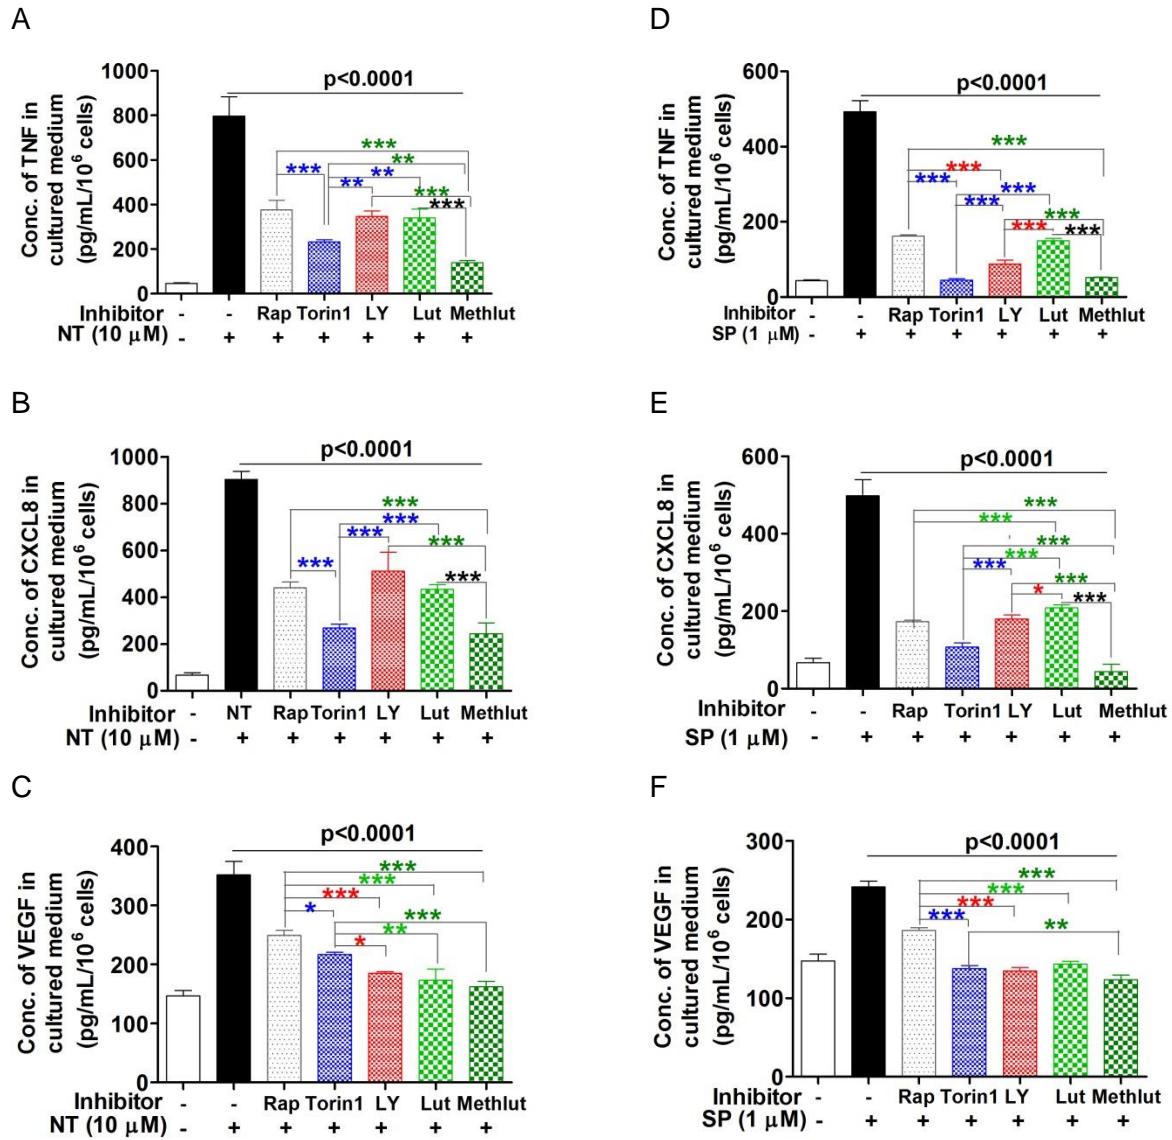 A
Conc. of TNF in
cultured medium
(pg/mL/10⁶ cells)
1000
800
600
400
200
0
p<0.0001
***
**
***
**
**
***
***
Inhibitor - - Rap Torin1 LY Lut Methlut
NT (10 μM) - + + + + + +
B
Conc. of CXCL8 in
cultured medium
(pg/mL/10⁶ cells)
1000
800
600
400
200
0
p<0.0001
***
***
***
***
***
***
Inhibitor - NT Rap Torin1 LY Lut Methlut
NT (10 μM) - + + + + + +
C
Conc. of VEGF in
cultured medium
(pg/mL/10⁶ cells)
400
300
200
100
0
p<0.0001
***
***
***
*
***
**
*
Inhibitor - - Rap Torin1 LY Lut Methlut
NT (10 μM) - + + + + + +
D
Conc. of TNF in
cultured medium
(pg/mL/10⁶ cells)
600
400
200
0
p<0.0001
***
***
***
***
***
***
***
***
Inhibitor - - Rap Torin1 LY Lut Methlut
SP (1 μM) - + + + + + +
E
Conc. of CXCL8 in
cultured medium
(pg/mL/10⁶ cells)
600
400
200
0
p<0.0001
***
***
***
***
***
***
*
***
Inhibitor - - Rap Torin1 LY Lut Methlut
SP (1 μM) - + + + + + +
F
Conc. of VEGF in
cultured medium
(pg/mL/10⁶ cells)
300
200
100
0
p<0.0001
***
***
***
***
**
Inhibitor - - Rap Torin1 LY Lut Methlut
SP (1 μM) - + + + + + +